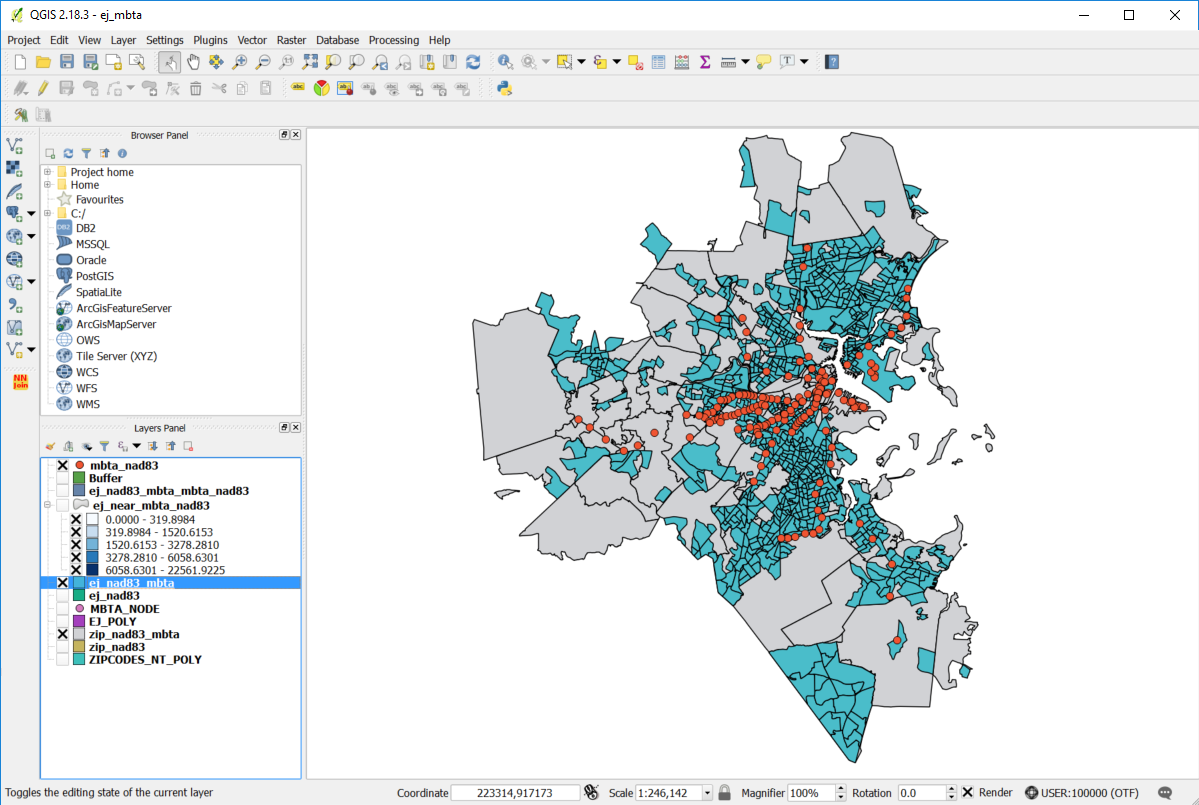 QGIS 2.18.3 - ej_mbta
Project Edit View Layer Settings Plugins Vector Raster Database Processing Help
Browser Panel
Project home
Home
Favourites
C:/
DB2
MSSQL
Oracle
PostGIS
SpatiaLite
ArcGisFeatureServer
ArcGisMapServer
OWS
Tile Server (XYZ)
WCS
WFS
WMS
NN
Join
Layers Panel
mbta_nad83
Buffer
ej_nad83_mbta_mbta_nad83
ej_near_mbta_nad83
0.0000 - 319.8984
319.8984 - 1520.6153
1520.6153 - 3278.2810
3278.2810 - 6058.6301
6058.6301 - 22561.9225
ej_nad83_mbta
ej_nad83
MBTA_NODE
EJ_POLY
zip_nad83_mbta
zip_nad83
ZIPCODES_NT_POLY
Toggles the editing state of the current layer Coordinate 223314,917173 Scale 1:246,142 Magnifier 100% Rotation 0.0 Render USER:100000 (OTF)